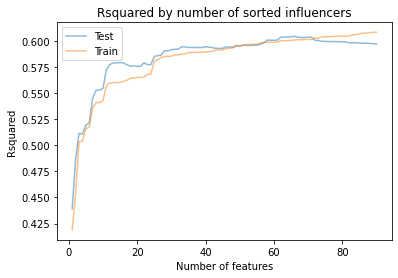 Rsquared by number of sorted influencers
Test
Train
0.600
0.575
0.550
0.525
0.500
0.475
0.450
0.425
Rsquared
0 20 40 60 80
Number of features